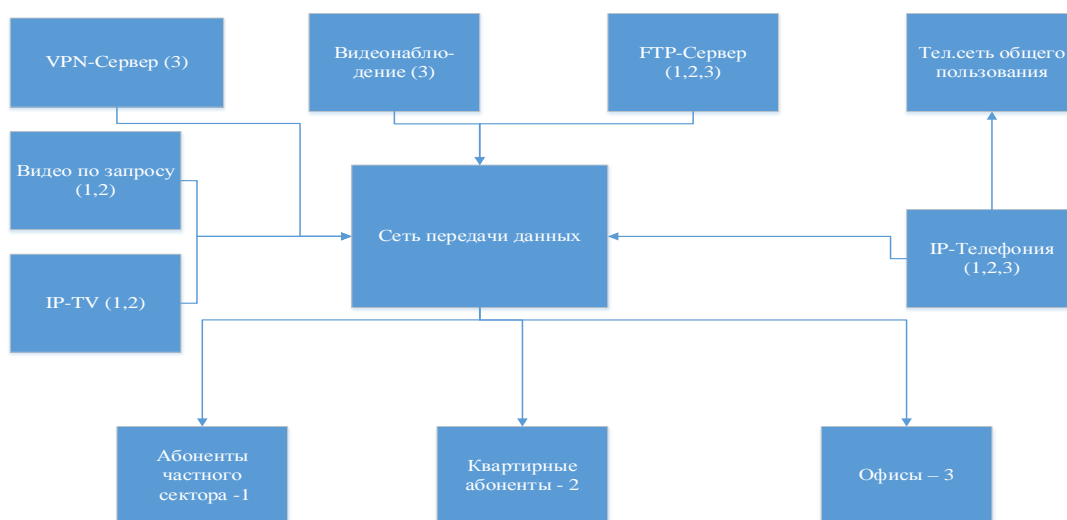 VPN-Сервер (3)
Видеонаблю-
дение (3)
FTP-Сервер
(1,2,3)
Тел.сеть общего
пользования
Видео по запросу
(1,2)
Сеть передачи данных
IP-Телефония
(1,2,3)
IP-TV (1,2)
Абоненты
частного
сектора -1
Квартирные
абоненты - 2
Офисы – 3